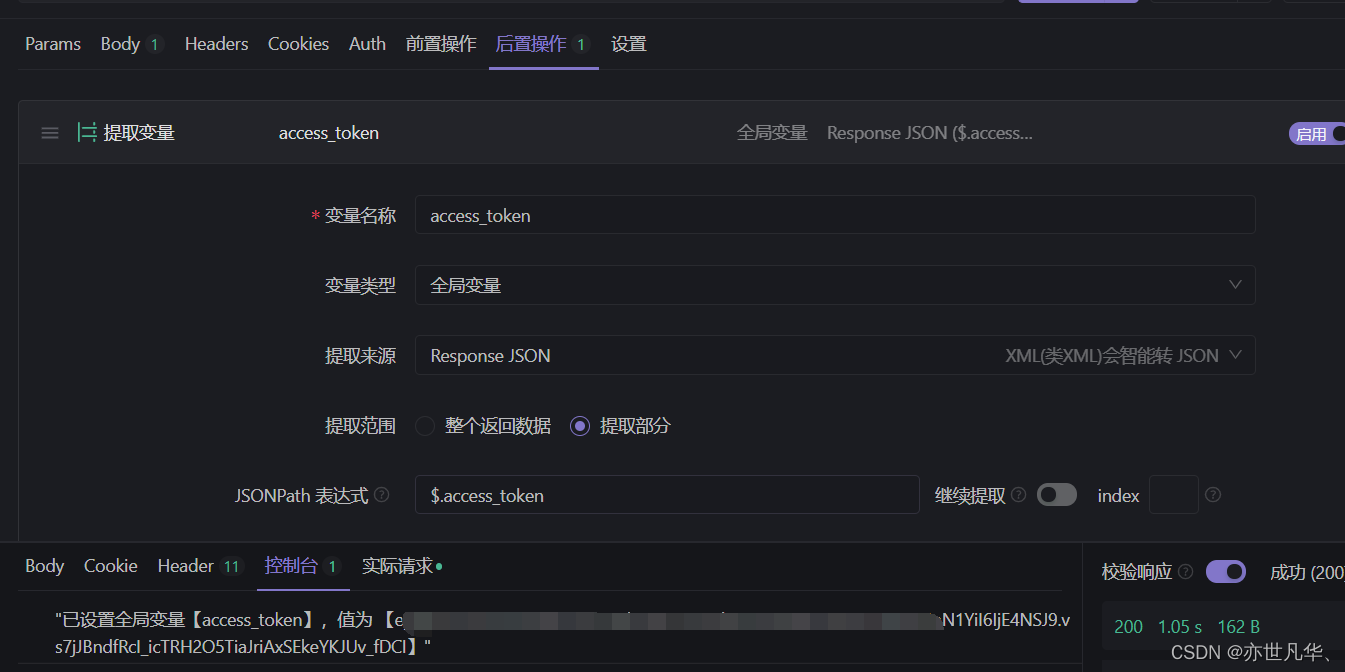 Params Body 1 Headers Cookies Auth 前置操作 后置操作 1 设置
提取变量 access_token 全局变量 Response JSON ($.access... 启用
* 变量名称 access_token
变量类型 全局变量
提取来源 Response JSON XML(类XML)会智能转 JSON
提取范围 整个返回数据 提取部分
JSONPath 表达式 ? $.access_token 继续提取 ? index ?
Body Cookie Header 11 控制台 1 实际请求 校验响应 ? 成功 (200)
"已设置全局变量【access_token】，值为 【e N1YiI6IjE4NSJ9.v
s7jJBndfRcI_icTRH2O5TiaJriAxSEkeYKJUv_fDCI】"
200 1.05 s 162 B
CSDN @亦世凡华、